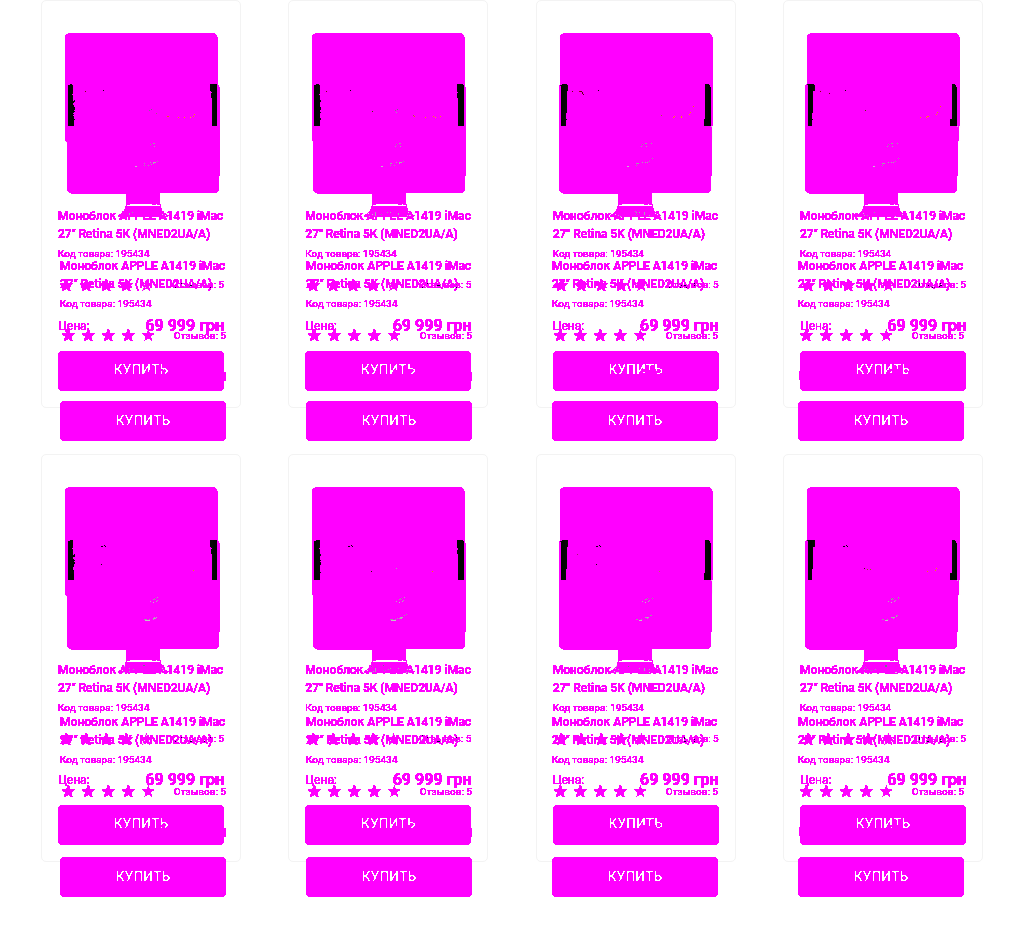 Моноблок APPLE A1419 iMac
27" Retina 5K (MNED2UA/A)
Код товара: 195434
Моноблок APPLE A1419 iMac
27" Retina 5K (MNED2UA/A)
Отзывов: 5
Код товара: 195434
Цена: 69 999 грн
Отзывов: 5
КУПИТЬ
КУПИТЬ
Моноблок APPLE A1419 iMac
27" Retina 5K (MNED2UA/A)
Код товара: 195434
Моноблок APPLE A1419 iMac
27" Retina 5K (MNED2UA/A)
Отзывов: 5
Код товара: 195434
Цена: 69 999 грн
Отзывов: 5
КУПИТЬ
КУПИТЬ
Моноблок APPLE A1419 iMac
27" Retina 5K (MNED2UA/A)
Код товара: 195434
Моноблок APPLE A1419 iMac
27" Retina 5K (MNED2UA/A)
Отзывов: 5
Код товара: 195434
Цена: 69 999 грн
Отзывов: 5
КУПИТЬ
КУПИТЬ
Моноблок APPLE A1419 iMac
27" Retina 5K (MNED2UA/A)
Код товара: 195434
Моноблок APPLE A1419 iMac
27" Retina 5K (MNED2UA/A)
Отзывов: 5
Код товара: 195434
Цена: 69 999 грн
Отзывов: 5
КУПИТЬ
КУПИТЬ
Моноблок APPLE A1419 iMac
27" Retina 5K (MNED2UA/A)
Код товара: 195434
Моноблок APPLE A1419 iMac
27" Retina 5K (MNED2UA/A)
Отзывов: 5
Код товара: 195434
Цена: 69 999 грн
Отзывов: 5
КУПИТЬ
КУПИТЬ
Моноблок APPLE A1419 iMac
27" Retina 5K (MNED2UA/A)
Код товара: 195434
Моноблок APPLE A1419 iMac
27" Retina 5K (MNED2UA/A)
Отзывов: 5
Код товара: 195434
Цена: 69 999 грн
Отзывов: 5
КУПИТЬ
КУПИТЬ
Моноблок APPLE A1419 iMac
27" Retina 5K (MNED2UA/A)
Код товара: 195434
Моноблок APPLE A1419 iMac
27" Retina 5K (MNED2UA/A)
Отзывов: 5
Код товара: 195434
Цена: 69 999 грн
Отзывов: 5
КУПИТЬ
КУПИТЬ
Моноблок APPLE A1419 iMac
27" Retina 5K (MNED2UA/A)
Код товара: 195434
Моноблок APPLE A1419 iMac
27" Retina 5K (MNED2UA/A)
Отзывов: 5
Код товара: 195434
Цена: 69 999 грн
Отзывов: 5
КУПИТЬ
КУПИТЬ